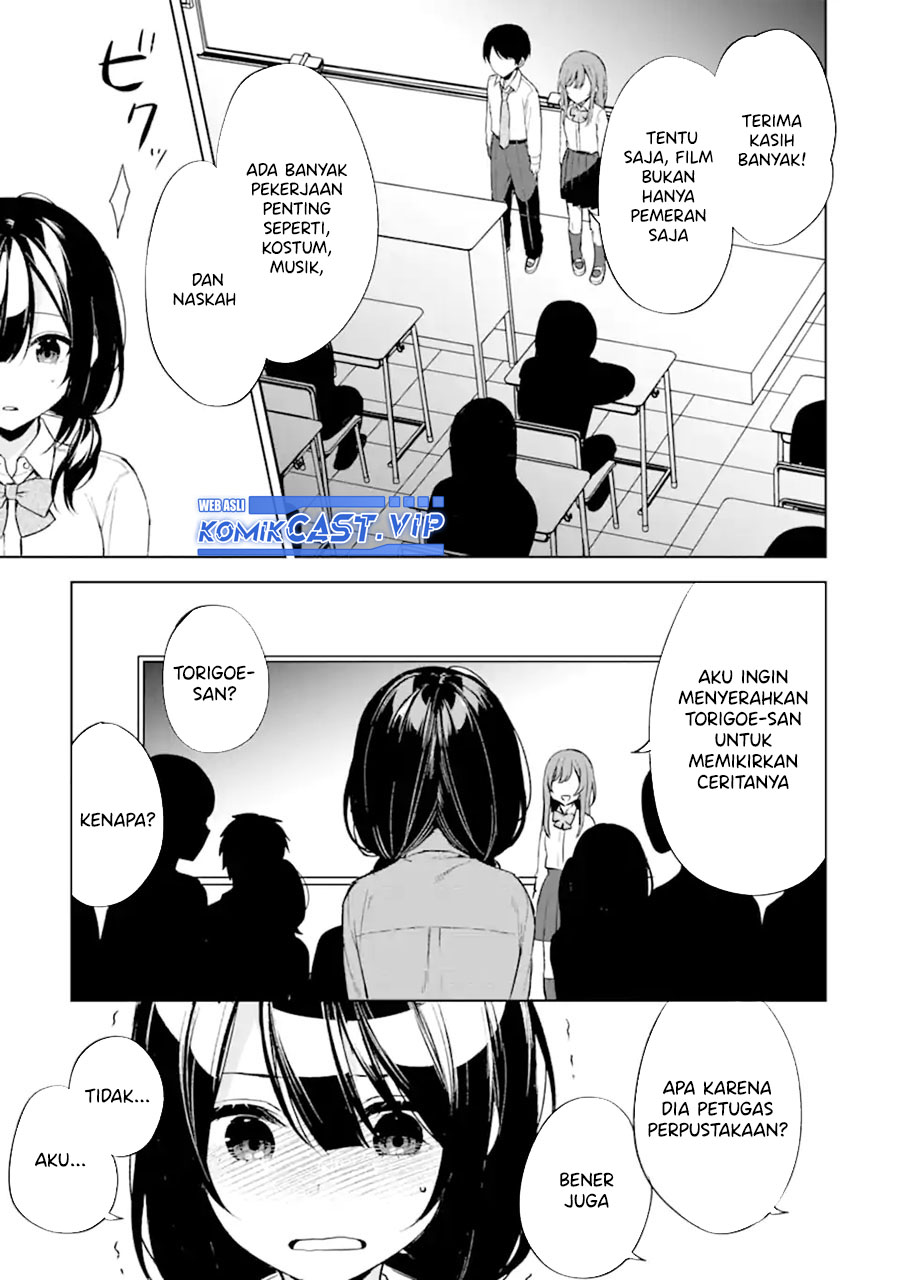 TERIMA
KASIH
BANYAK!
TENTU
SAJA, FILM
BUKAN
HANYA
PEMERAN
SAJA
ADA BANYAK
PEKERJAAN
PENTING
SEPERTI,
KOSTUM,
MUSIK,
DAN
NASKAH
ビクッ
WEB ASLI
KOMIKCAST.VIP
AKU INGIN
MENYERAHKAN
TORIGOE-SAN
UNTUK
MEMIKIRKAN
CERITANYA
TORIGOE-
SAN?
KENAPA?
APA KARENA
DIA PETUGAS
PERPUSTAKAAN?
BENER
JUGA
TIDAK...
AKU...